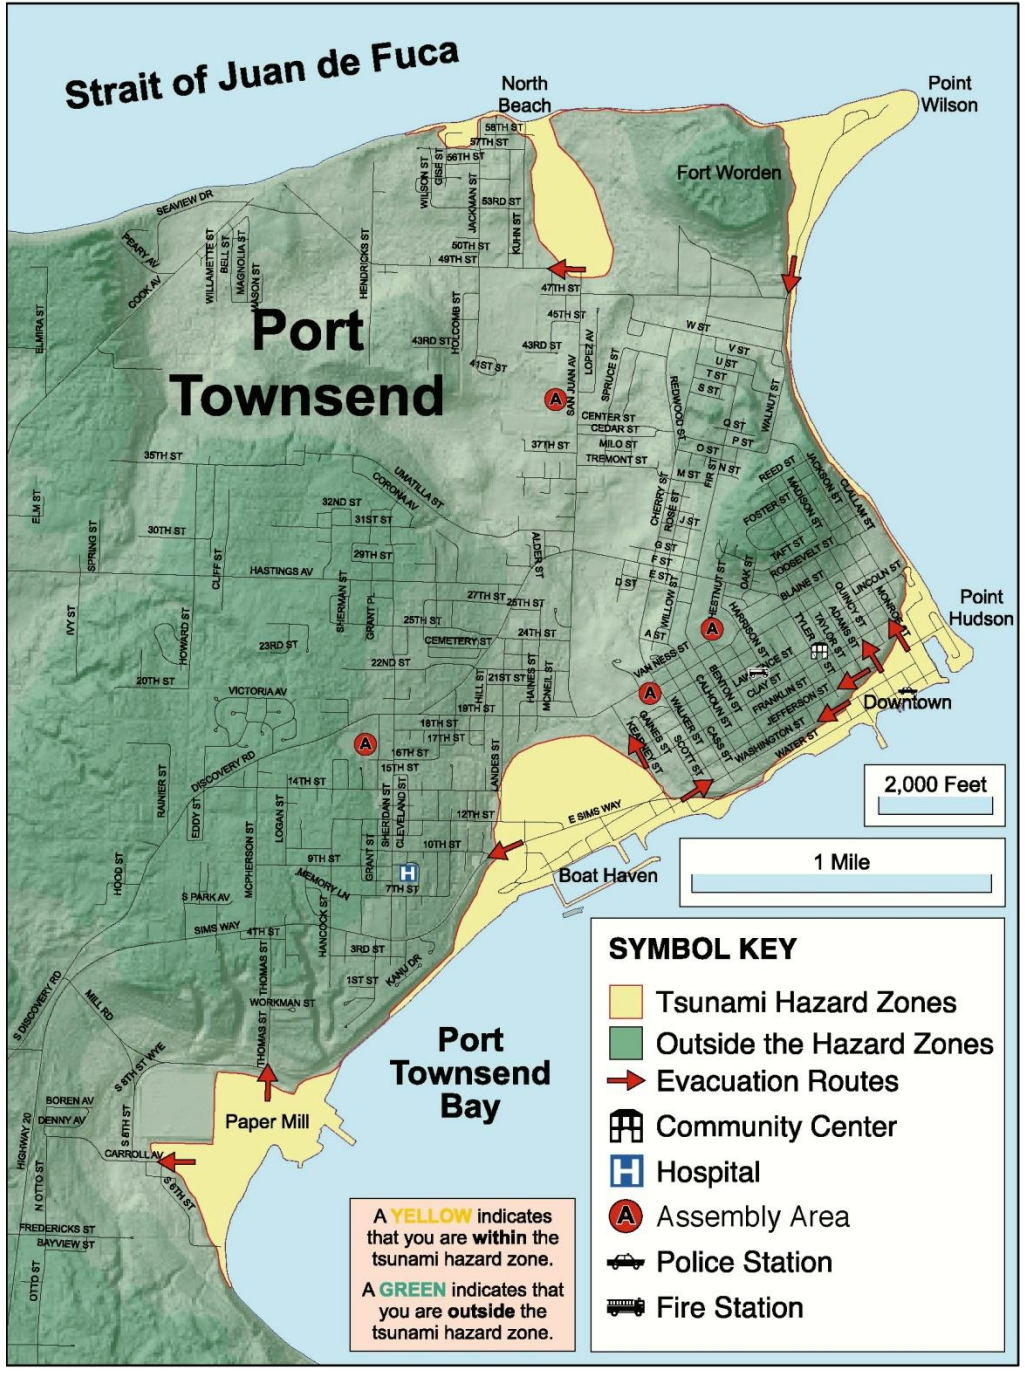 Strait of Juan de Fuca
North
Beach
Point
Wilson
Fort Worden
58TH ST
57TH ST
56TH ST
WILSON ST
GISE ST
JACKMAN ST
53RD ST
KUHN ST
50TH ST
49TH ST
SEAVIEW DR
PEARY AV
COOK AV
WILLAMETTE ST
BELL ST
MAGNOLIA ST
MASON ST
HENDRICKS ST
ELMIRA ST
47TH ST
45TH ST
43RD ST
HOLCOMB ST
43RD ST
41ST ST
SAN JUAN AV
LOPEZ AV
SPRUCE ST
W ST
V ST
U ST
T ST
S ST
REDWOOD ST
WALNUT ST
Port
Townsend
A
CENTER ST
CEDAR ST
37TH ST
MILO ST
TREMONT ST
Q ST
P ST
O ST
N ST
M ST
FIR ST
35TH ST
UMATILLA ST
CORONA AV
CHERRY ST
ROSE ST
J ST
REED ST
JACKSON ST
MADISON ST
CLALLAM ST
FOSTER ST
ELM ST
SPRING ST
30TH ST
32ND ST
31ST ST
29TH ST
CLIFF ST
HASTINGS AV
ALDER ST
G ST
F ST
E ST
D ST
WILLOW ST
A ST
TAFT ST
ROOSEVELT ST
OAK ST
CHESTNUT ST
BLAINE ST
LINCOLN ST
QUINCY ST
MONROE ST
ADAMS ST
TAYLOR ST
TYLER ST
Point
Hudson
IVY ST
HOWARD ST
SHERMAN ST
GRANT PL
27TH ST
26TH ST
25TH ST
24TH ST
CEMETERY ST
23RD ST
22ND ST
21ST ST
20TH ST
VICTORIA AV
HILL ST
HAINES ST
MCNEIL ST
19TH ST
18TH ST
17TH ST
16TH ST
15TH ST
A
VAN NESS ST
HARRISON ST
LAWRENCE ST
CLAY ST
FRANKLIN ST
JEFFERSON ST
WASHINGTON ST
WATER ST
BENTON ST
CALHOUN ST
CASS ST
WALKER ST
SCOTT ST
GAINES ST
KEARNEY ST
A
A
Downtown
DISCOVERY RD
RAINIER ST
EDDY ST
14TH ST
LOGAN ST
SHERIDAN ST
CLEVELAND ST
LANDES ST
12TH ST
10TH ST
E SIMS WAY
Boat Haven
HOOD ST
MCPHERSON ST
9TH ST
GRANT ST
H
7TH ST
MEMORY LN
S PARK AV
SIMS WAY
4TH ST
HANCOCK ST
3RD ST
1ST ST
KANU DR
THOMAS ST
WORKMAN ST
THOMAS ST
S DISCOVERY RD
MILL RD
S 8TH ST WYE
BOREN AV
DENNY AV
S 8TH ST
CARROLL AV
S 6TH ST
HIGHWAY 20
N OTTO ST
FREDERICKS ST
BAYVIEW ST
OTTO ST
Paper Mill
Port
Townsend
Bay
2,000 Feet
1 Mile
SYMBOL KEY
Tsunami Hazard Zones
Outside the Hazard Zones
Evacuation Routes
Community Center
H Hospital
A Assembly Area
Police Station
Fire Station
A YELLOW indicates
that you are within the
tsunami hazard zone.
A GREEN indicates that
you are outside the
tsunami hazard zone.